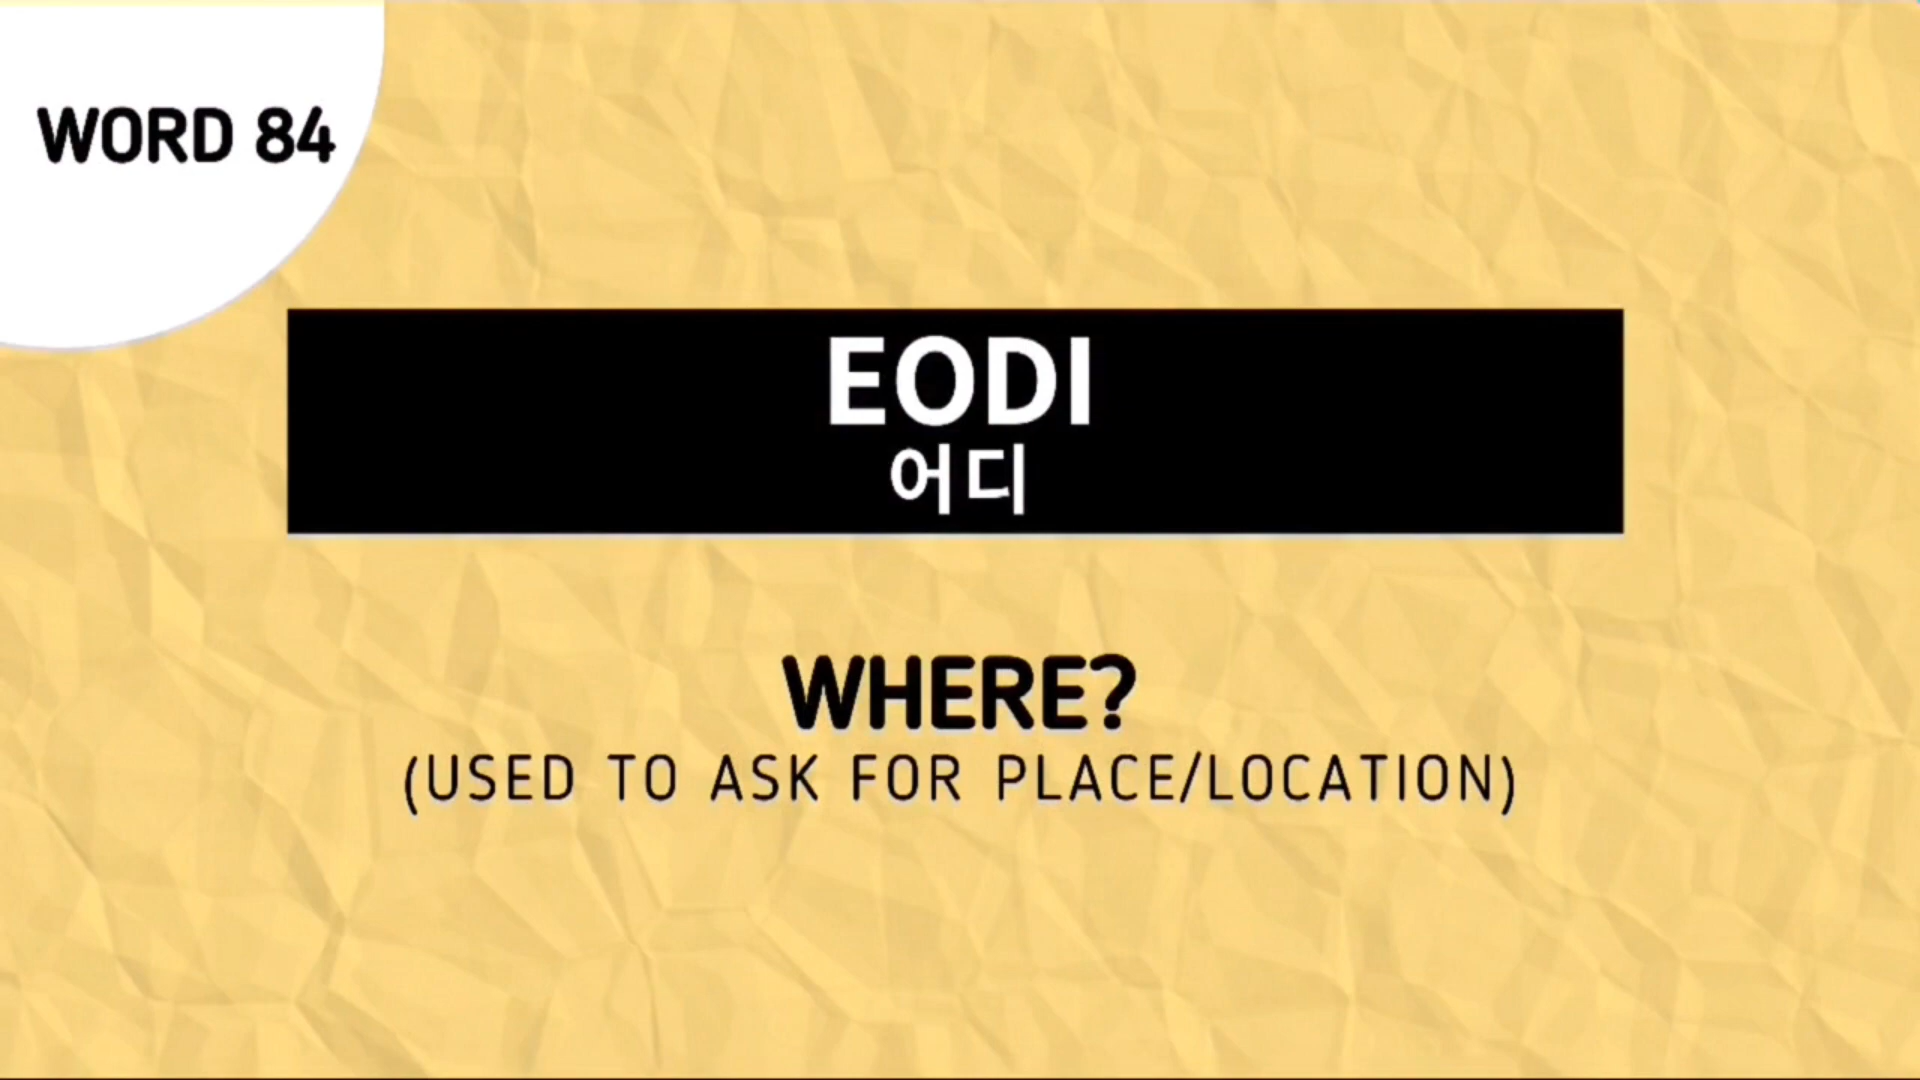 WORD 84
EODI
어디
WHERE?
(USED TO ASK FOR PLACE/LOCATION)